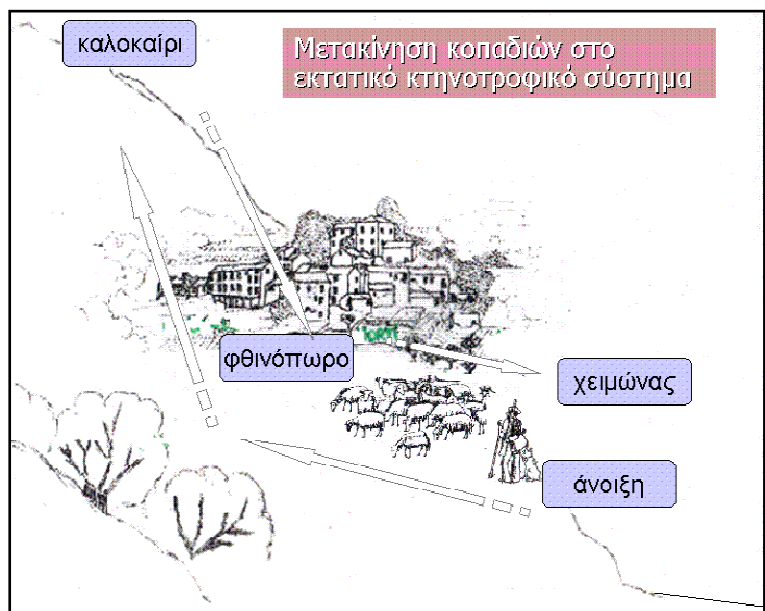 καλοκαίρι
Μετακίνηση κοπαδιών στο
εκτατικό κτηνοτροφικό σύστημα
φθινόπωρο
χειμώνας
άνοιξη